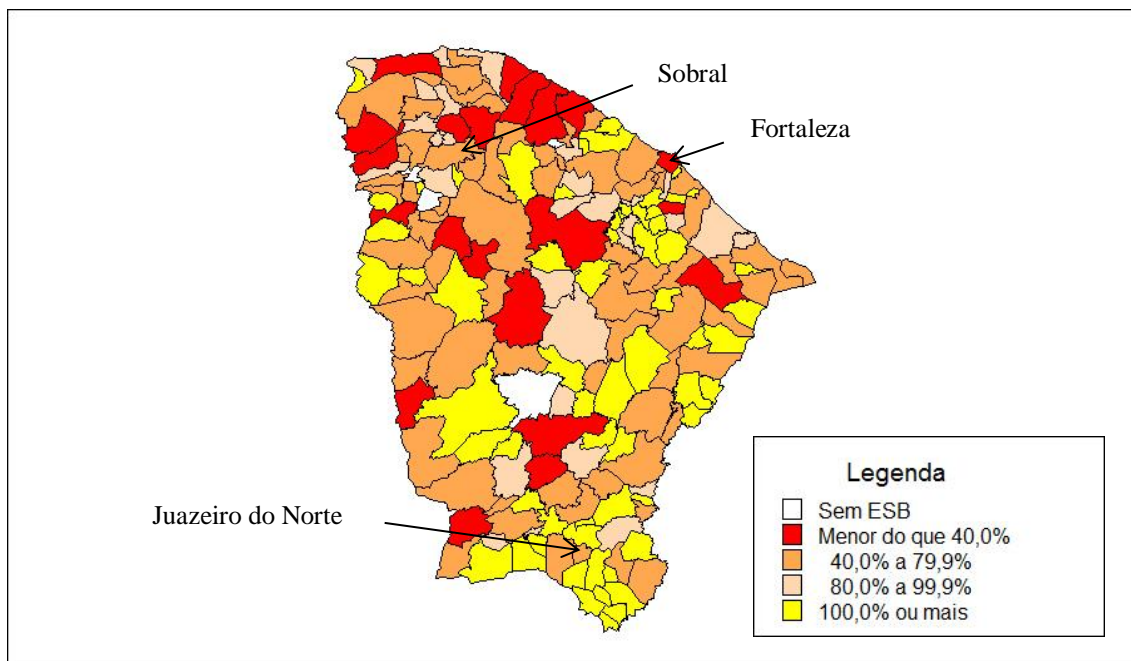 Sobral
Fortaleza
Juazeiro do Norte
Legenda
Sem ESB
Menor do que 40,0%
40,0% a 79,9%
80,0% a 99,9%
100,0% ou mais